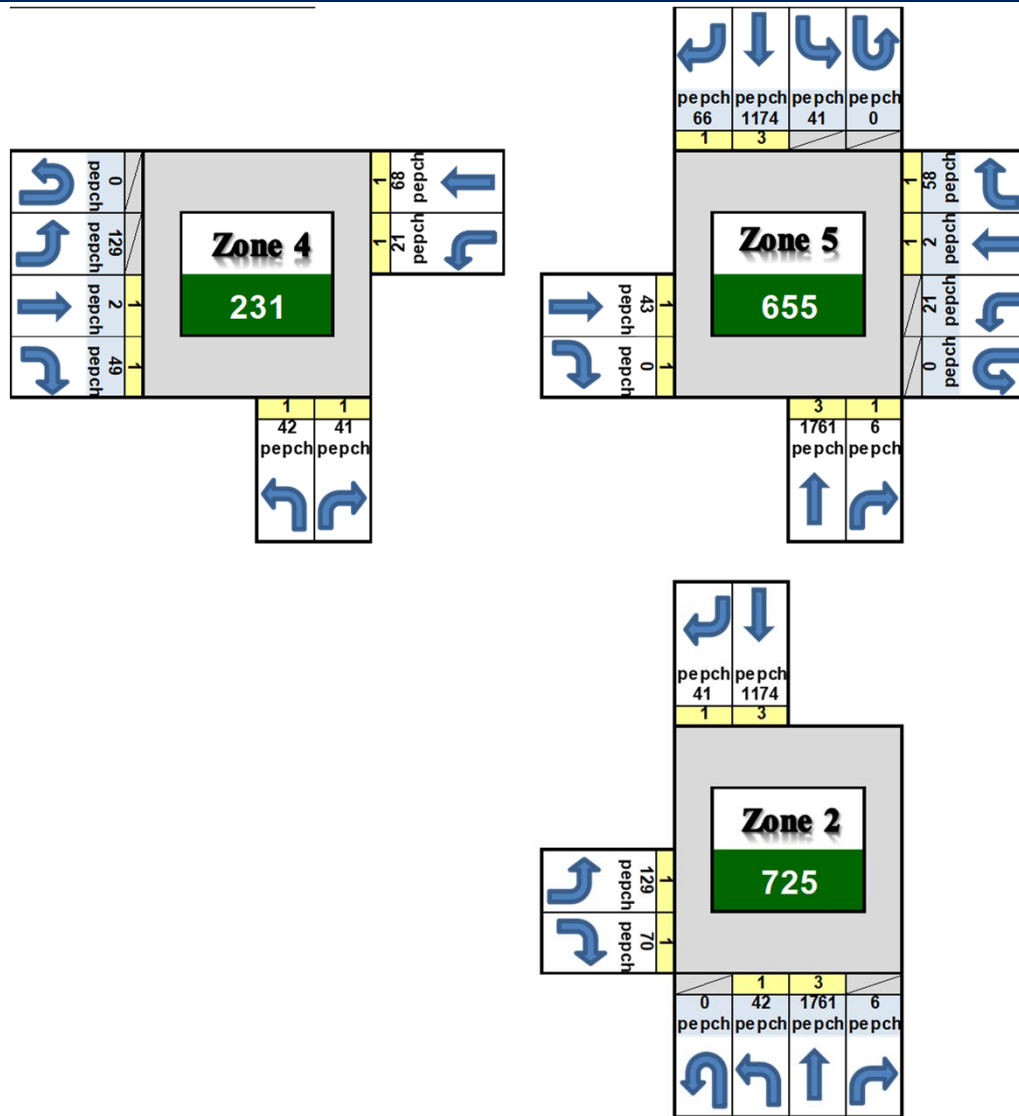 pepch pepch pepch pepch
66 1174 41 0
1 3
0 pepch
129 pepch
2 pepch 1
49 pepch 1
Zone 4
231
1 68 pepch
1 21 pepch
1 1
42 41
pepch pepch
43 pepch 1
0 pepch 1
Zone 5
655
1 58 pepch
1 2 pepch
21 pepch
0 pepch
3 1
1761 6
pepch pepch
pepch pepch
41 1174
1 3
129 pepch 1
70 pepch 1
Zone 2
725
1 3
0 42 1761 6
pepch pepch pepch pepch